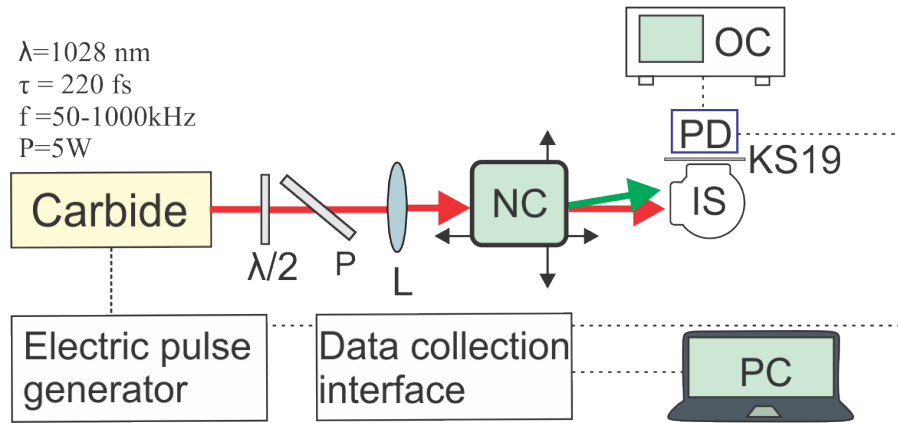 λ=1028 nm
τ = 220 fs
f =50-1000kHz
P=5W
Carbide
λ/2
P
L
NC
OC
PD
KS19
IS
Electric pulse
generator
Data collection
interface
PC